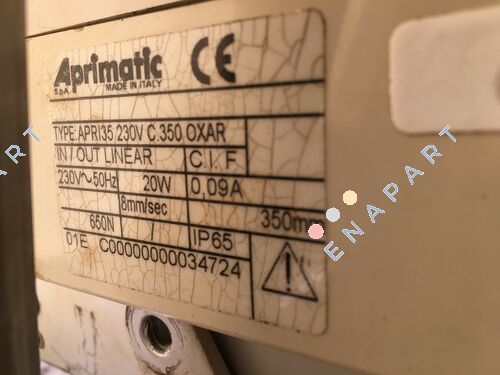 Aprimatic CE
S.p.A. MADE IN ITALY
TYPE: APRI35 230V C.350 OXAR
IN / OUT LINEAR C.I.F
230V~50Hz 20W 0,09A
8mm/sec 350mm
650N / IP65
01E C00000000034724
ENAPART